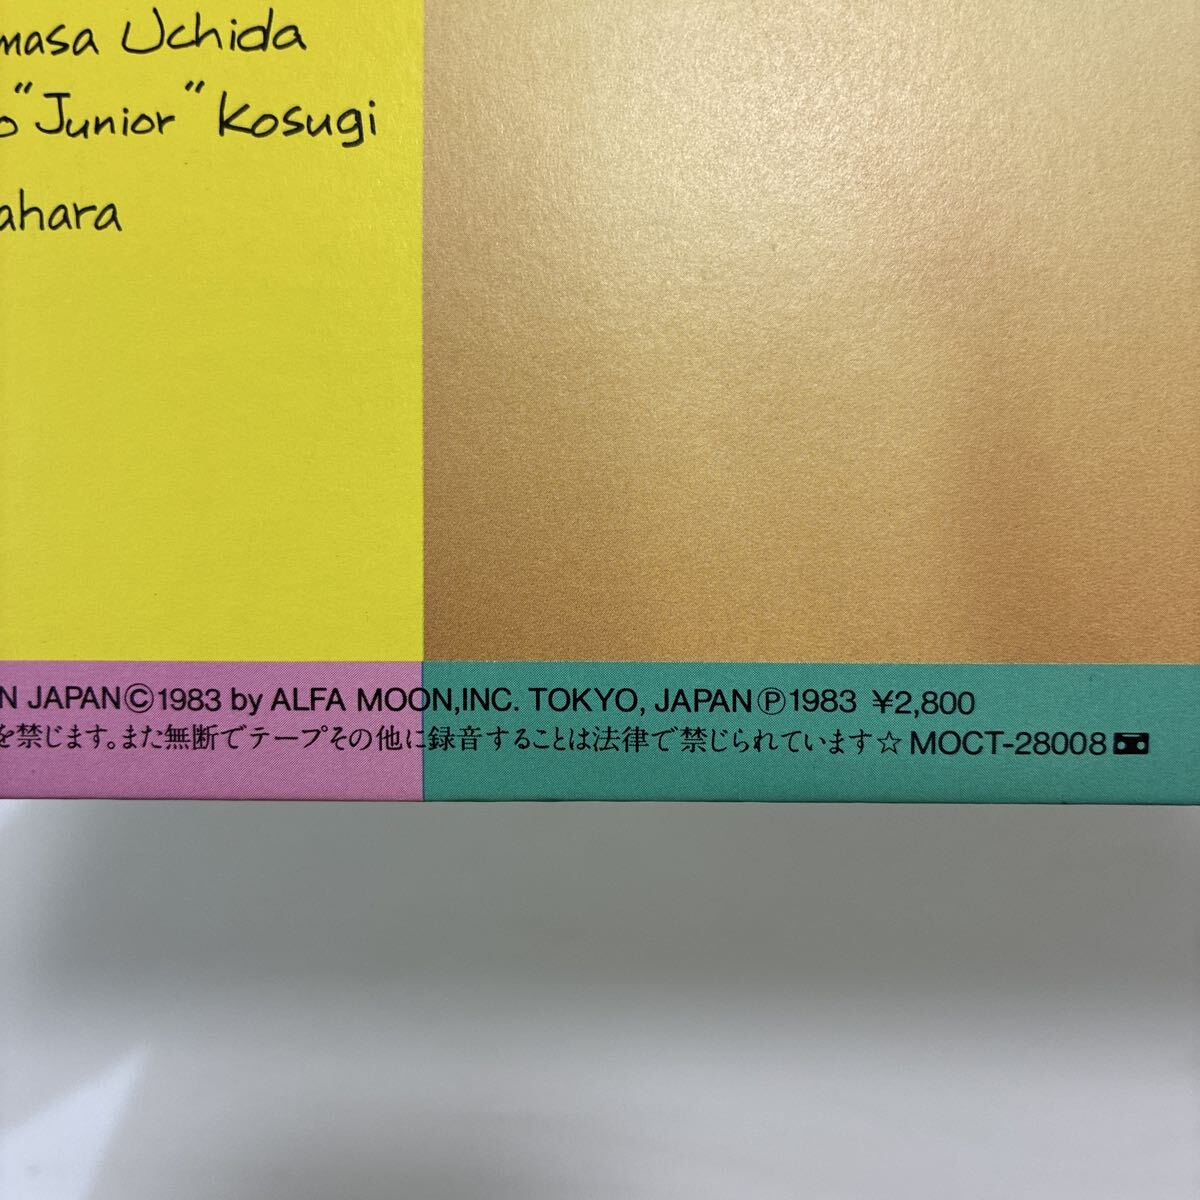 masa Uchida
o "Junior" Kosugi
ahara
N JAPAN Ⓒ1983 by ALFA MOON,INC. TOKYO, JAPAN Ⓟ1983 ¥2,800
を禁じます。また無断でテープその他に録音することは法律で禁じられています☆MOCT-28008